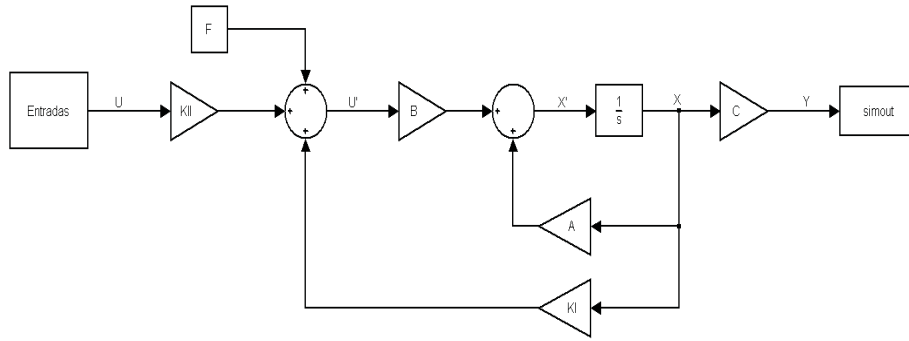 F
Entradas
U
KII
+
+
+
U'
B
+
+
X'
1
s
X
C
Y
simout
A
KI